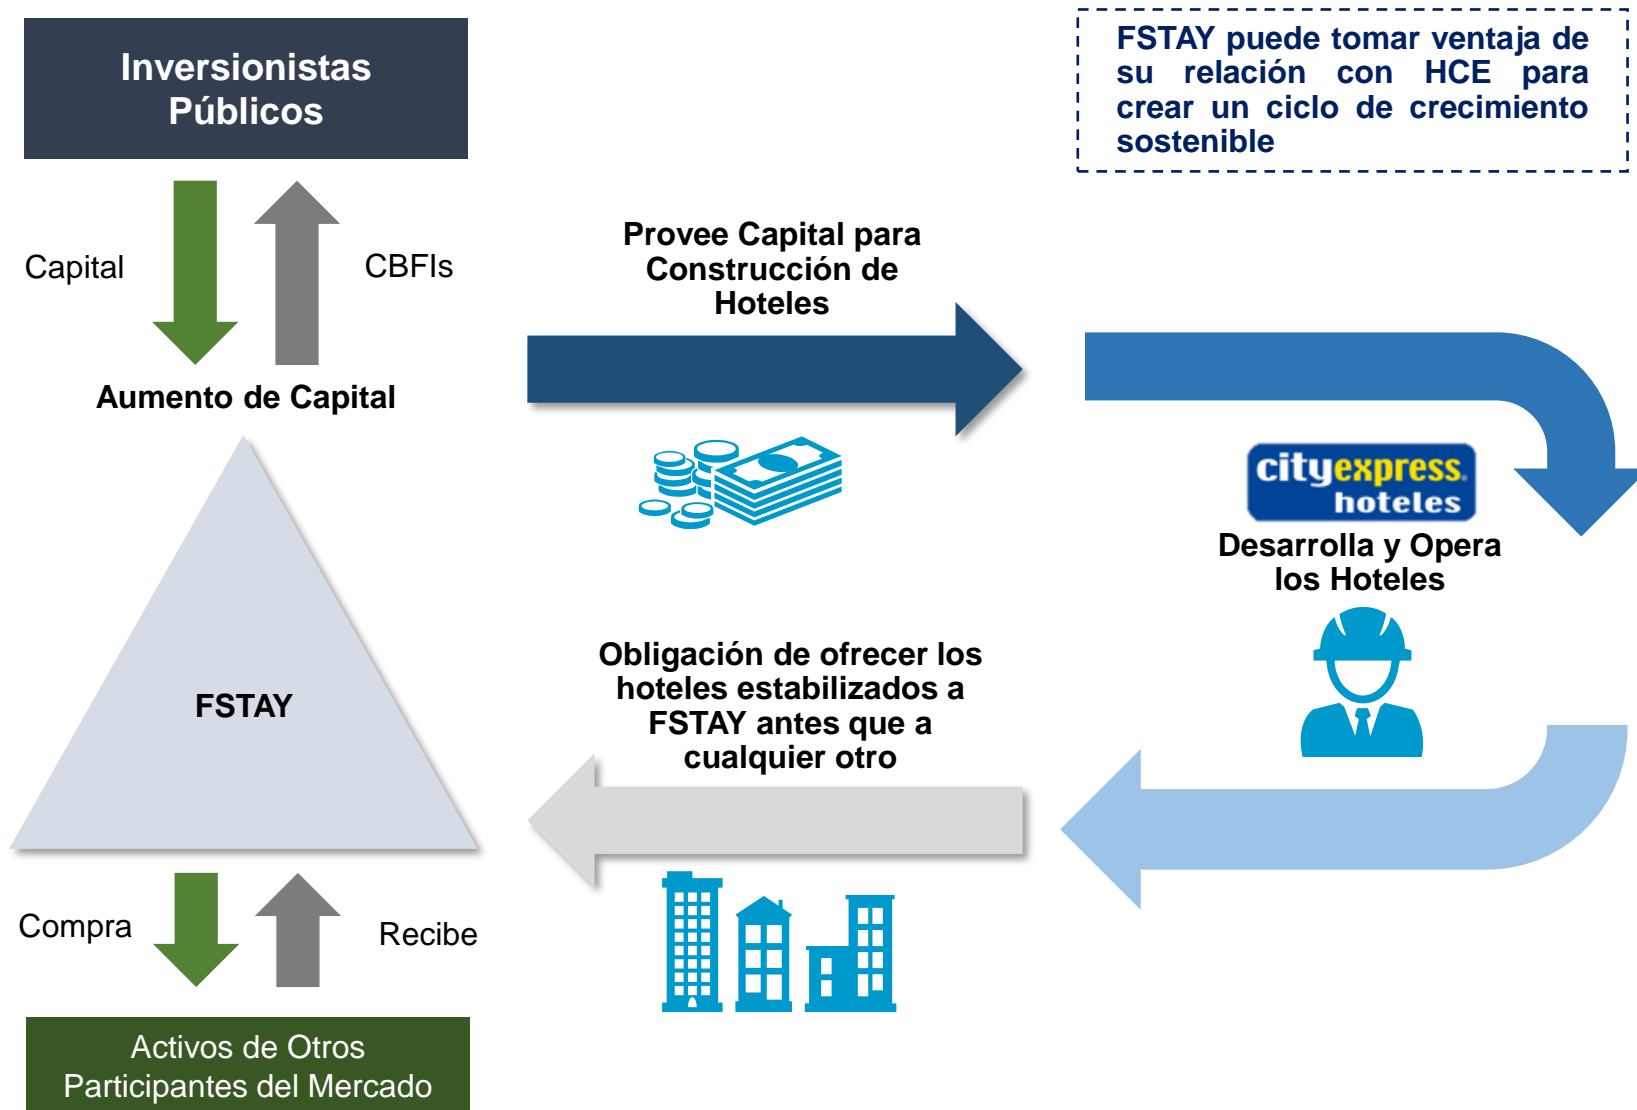 Inversionistas
Públicos
FSTAY puede tomar ventaja de
su relación con HCE para
crear un ciclo de crecimiento
sostenible
Capital
CBFIs
Aumento de Capital
Provee Capital para
Construcción de
Hoteles
cityexpress.
hoteles
Desarrolla y Opera
los Hoteles
FSTAY
Obligación de ofrecer los
hoteles estabilizados a
FSTAY antes que a
cualquier otro
Compra
Recibe
Activos de Otros
Participantes del Mercado